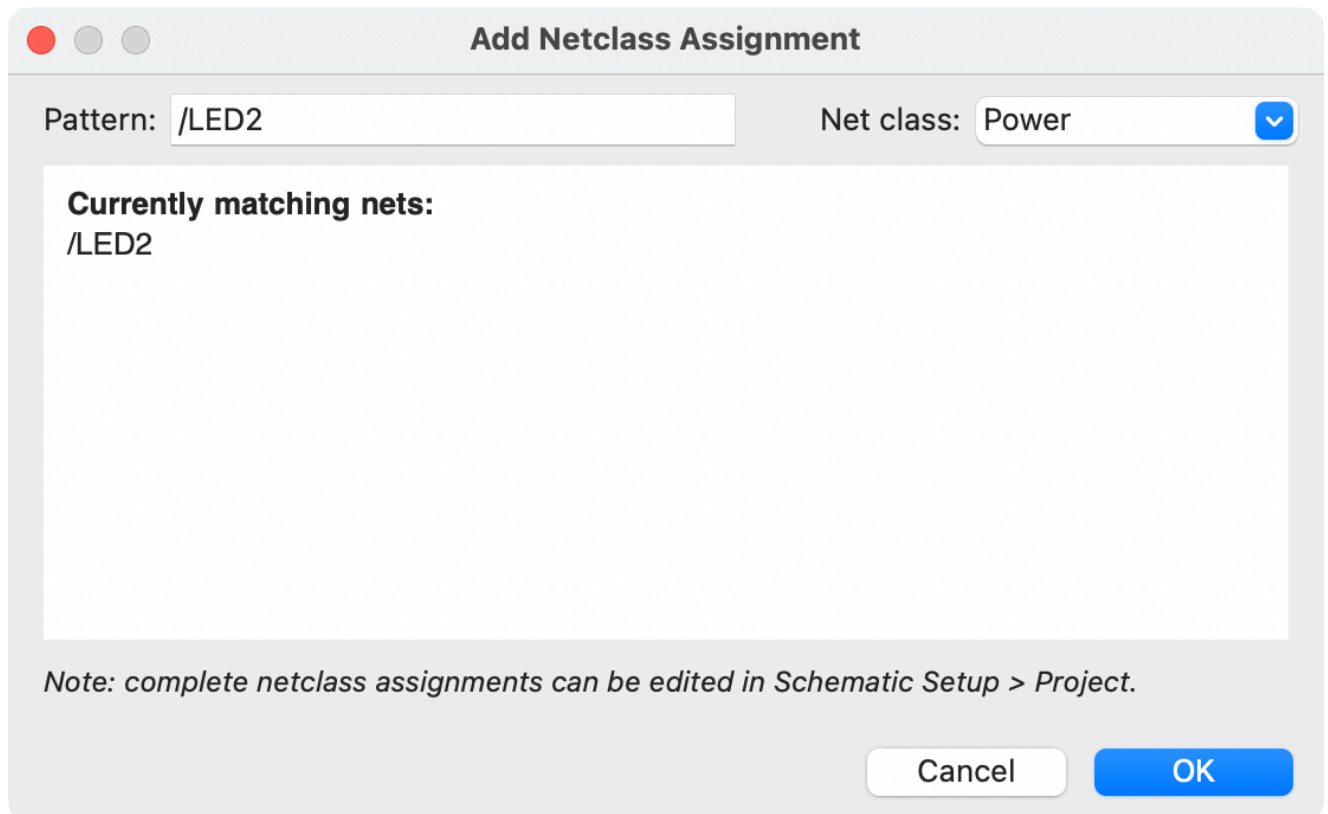 Add Netclass Assignment
Pattern: /LED2 Net class: Power
Currently matching nets:
/LED2
Note: complete netclass assignments can be edited in Schematic Setup > Project.
Cancel OK